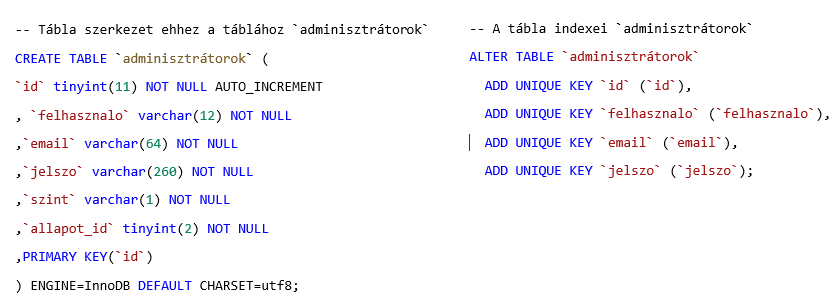 -- Tábla szerkezet ehhez a táblához `adminisztrátorok`
CREATE TABLE `adminisztrátorok` (
`id` tinyint(11) NOT NULL AUTO_INCREMENT
, `felhasznalo` varchar(12) NOT NULL
,`email` varchar(64) NOT NULL
,`jelszo` varchar(260) NOT NULL
,`szint` varchar(1) NOT NULL
,`allapot_id` tinyint(2) NOT NULL
,PRIMARY KEY(`id`)
) ENGINE=InnoDB DEFAULT CHARSET=utf8;
-- A tábla indexei `adminisztrátorok`
ALTER TABLE `adminisztrátorok`
ADD UNIQUE KEY `id` (`id`),
ADD UNIQUE KEY `felhasznalo` (`felhasznalo`),
ADD UNIQUE KEY `email` (`email`),
ADD UNIQUE KEY `jelszo` (`jelszo`);